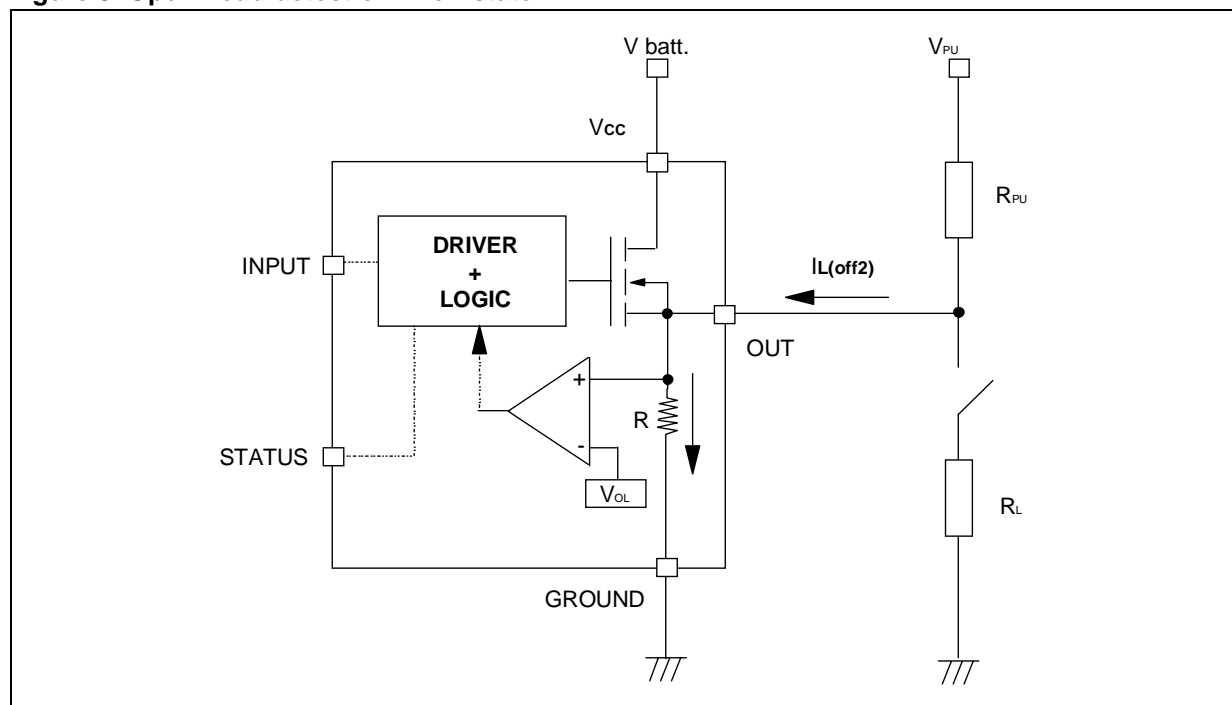 V batt.
VPU
Vcc
RPU
DRIVER
+
LOGIC
INPUT
IL(off2)
OUT
+
R
-
STATUS
VOL
RL
GROUND